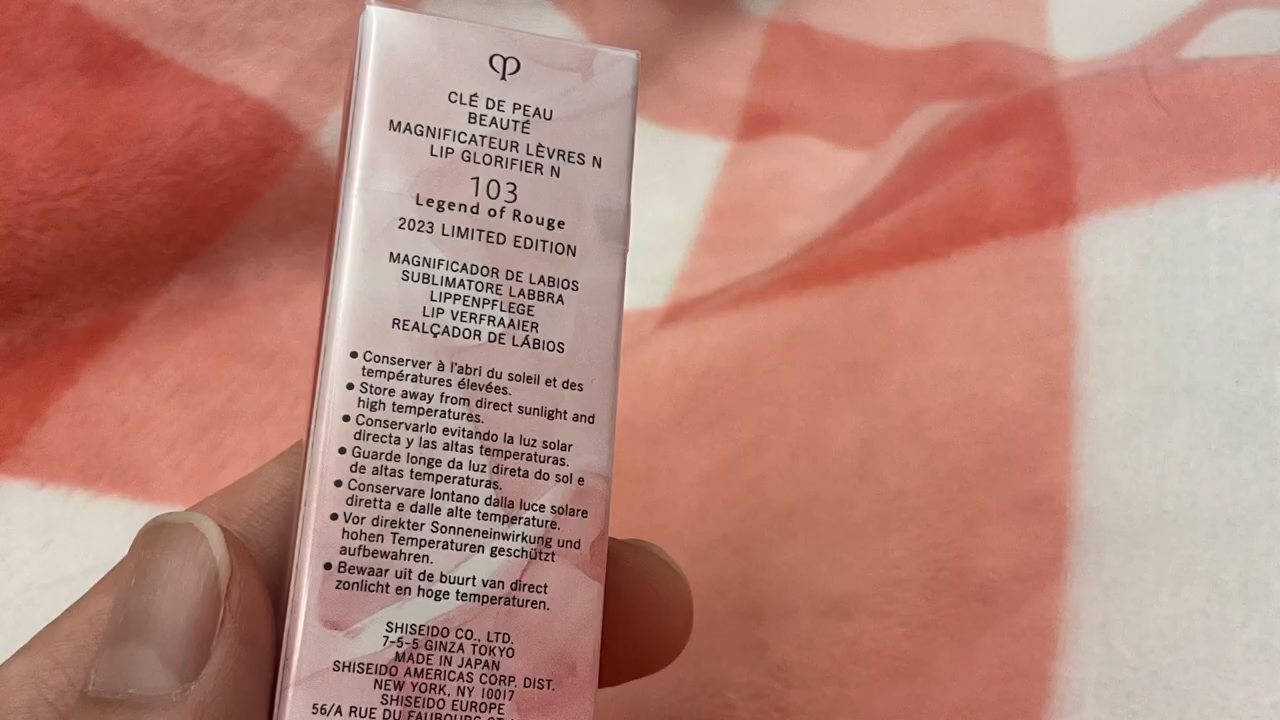 CLÉ DE PEAU
BEAUTÉ
MAGNIFICATEUR LÈVRES N
LIP GLORIFIER N
103
Legend of Rouge
2023 LIMITED EDITION
MAGNIFICADOR DE LABIOS
SUBLIMATORE LABBRA
LIPPENPFLEGE
LIP VERFRAAIER
REALÇADOR DE LÁBIOS
• Conserver à l'abri du soleil et des
températures élevées.
• Store away from direct sunlight and
high temperatures.
• Conservarlo evitando la luz solar
directa y las altas temperaturas.
• Guarde longe da luz direta do sol e
de altas temperaturas.
• Conservare lontano dalla luce solare
diretta e dalle alte temperature.
• Vor direkter Sonneneinwirkung und
hohen Temperaturen geschützt
aufbewahren.
• Bewaar uit de buurt van direct
zonlicht en hoge temperaturen.
SHISEIDO CO., LTD.
7-5-5 GINZA TOKYO
MADE IN JAPAN
SHISEIDO AMERICAS CORP. DIST.
NEW YORK, NY 10017
SHISEIDO EUROPE
56/A RUE DU FAUBOURG